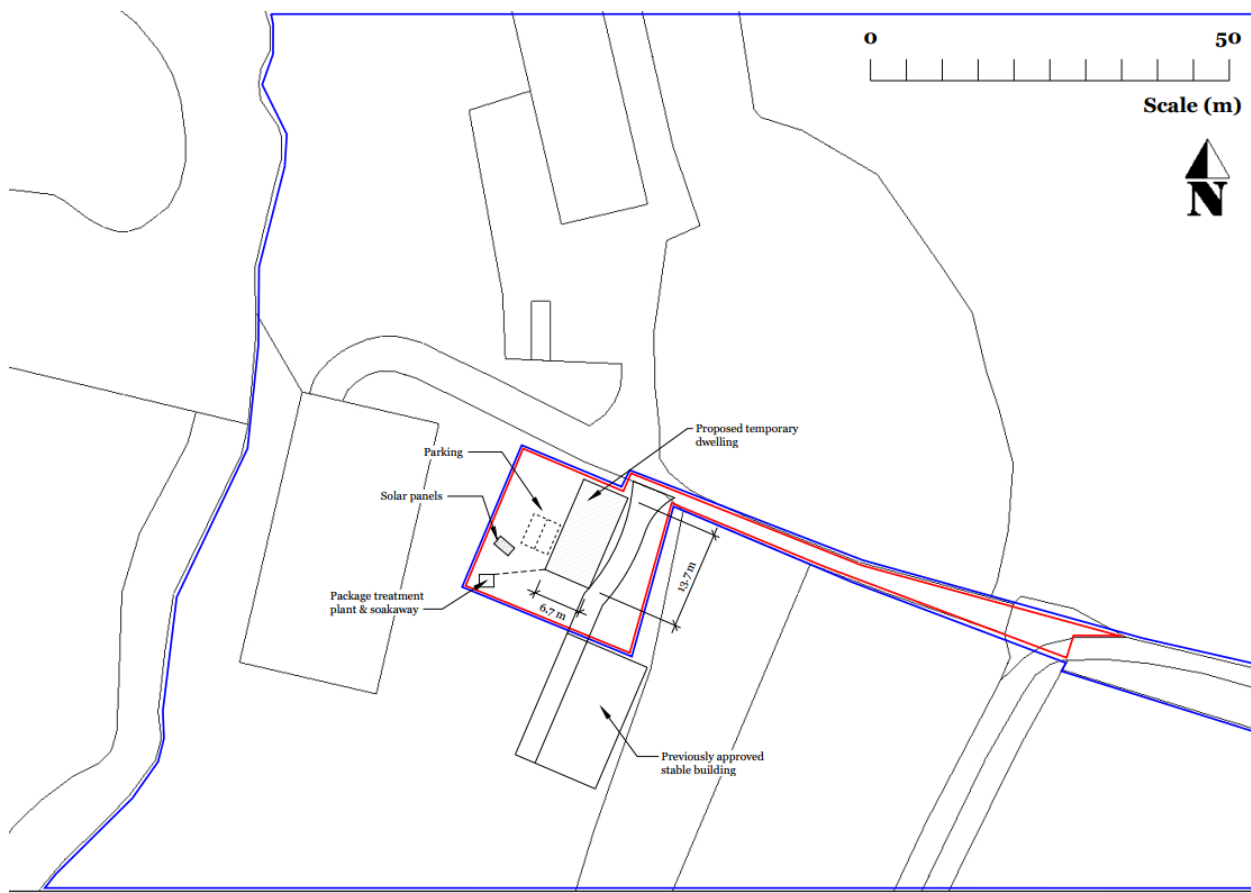 0 50
Scale (m)
N
Proposed temporary
dwelling
Parking
Solar panels
Package treatment
plant & soakaway
6.7 m
13.7 m
Previously approved
stable building